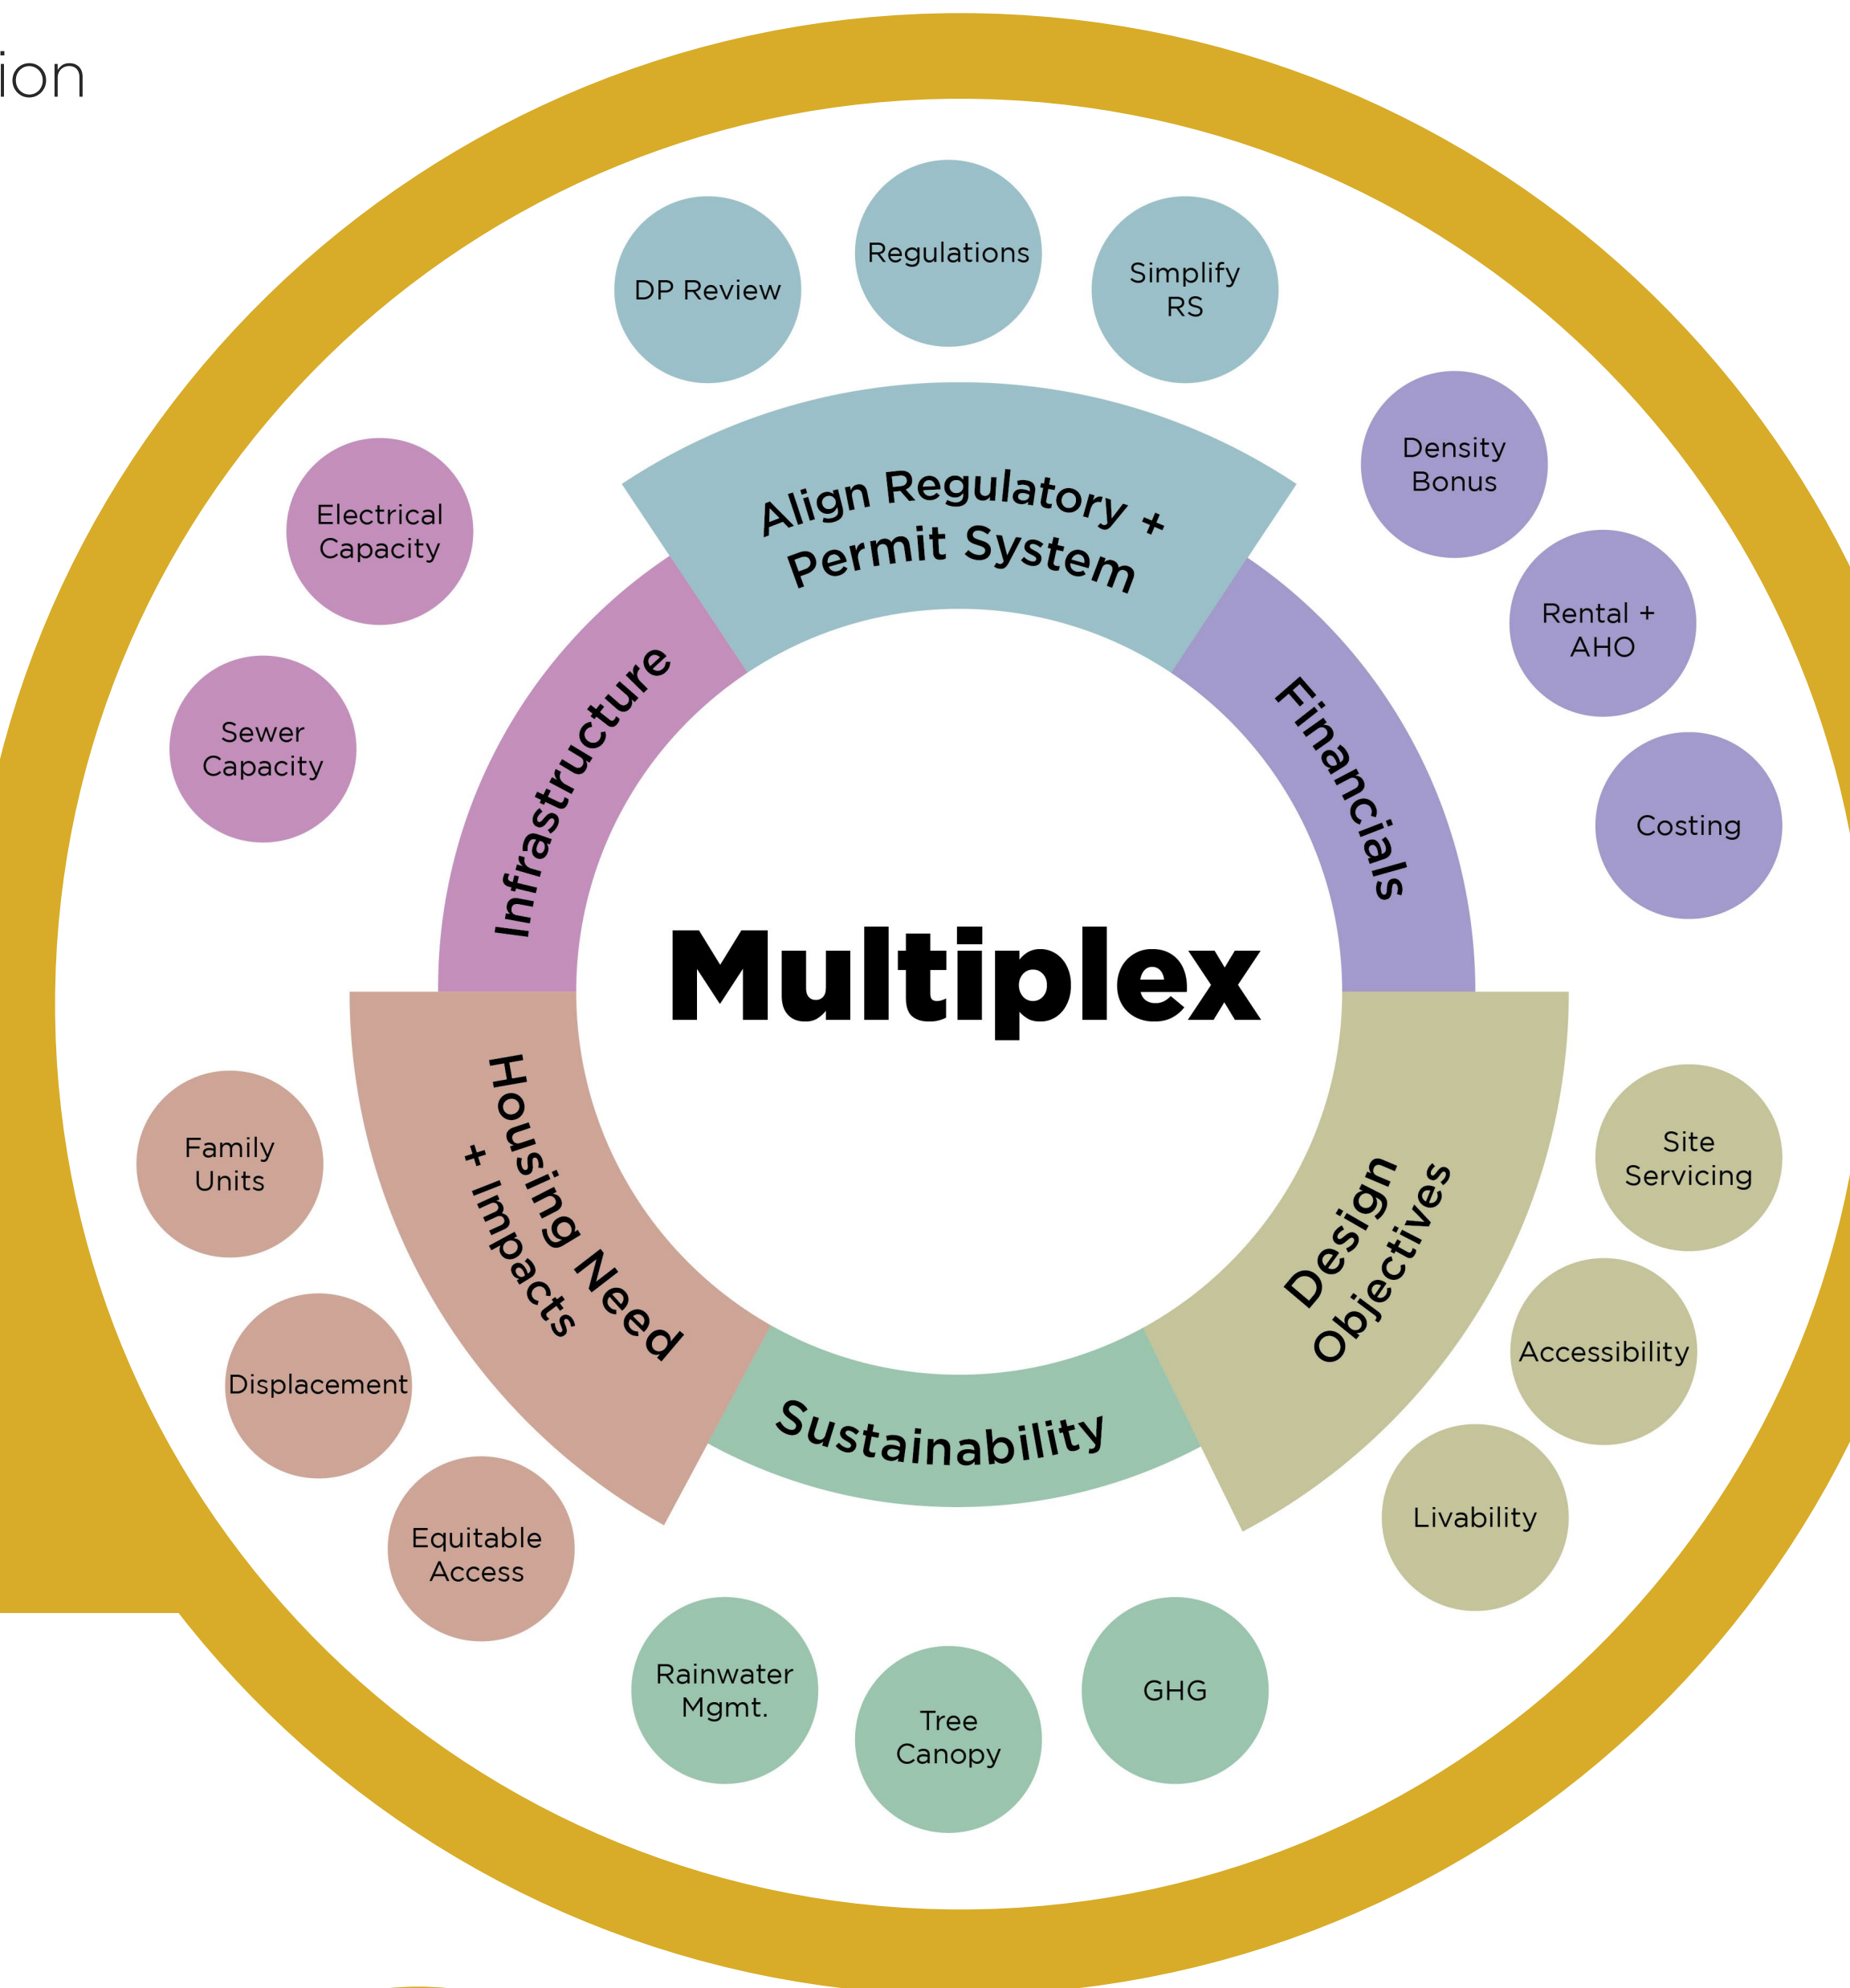 ion
DP Review
Regulations
Simplify
RS
Density
Bonus
Rental +
AHO
Costing
Electrical
Capacity
Sewer
Capacity
Align Regulatory +
Permit System
Infrastructure
Financials
Multiplex
Housing Need
+ Impacts
Design
Objectives
Sustainability
Family
Units
Displacement
Equitable
Access
Site
Servicing
Accessibility
Livability
Rainwater
Mgmt.
Tree
Canopy
GHG